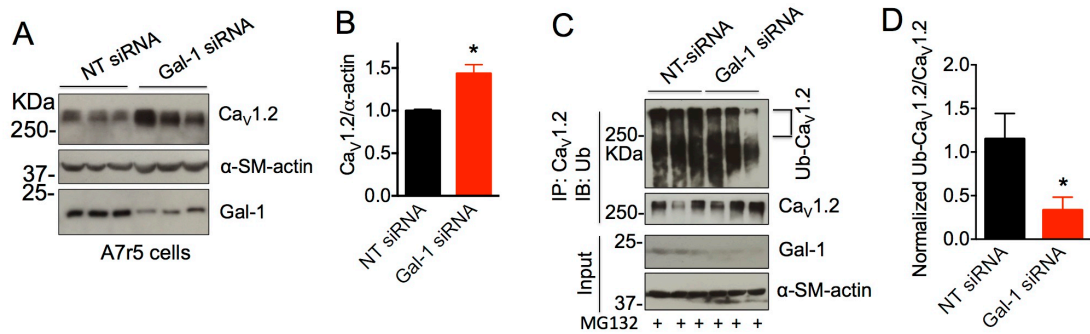 A
NT siRNA
Gal-1 siRNA
KDa
250-
37-
25-
CaV1.2
α-SM-actin
Gal-1
A7r5 cells
B
CaV1.2/α-actin
1.5
1.0
0.5
0.0
*
NT siRNA
Gal-1 siRNA
C
NT-siRNA
Gal-1 siRNA
IP: CaV1.2
IB: Ub
250-
KDa
Ub-CaV1.2
250-
CaV1.2
Input
25-
Gal-1
37-
α-SM-actin
MG132 + + + + + +
D
Normalized Ub-CaV1.2/CaV1.2
2.0
1.5
1.0
0.5
0.0
*
NT siRNA
Gal-1 siRNA